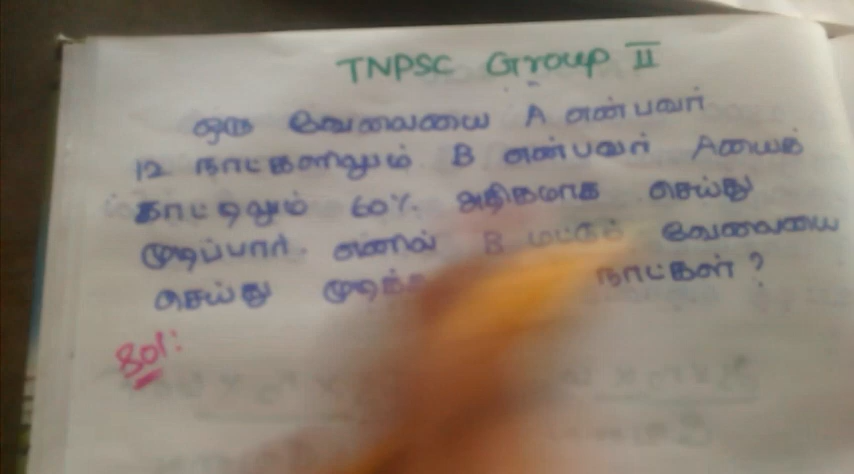 TNPSC Group II
ஒரு வேலையை A என்பவர்
12 நாட்களிலும் B என்பவர் Aயைக்
காட்டிலும் 60% அதிகமாக செய்து
முடிப்பார். எனில் B மட்டும் வேலையை
செய்து நாட்கள் ?
Sol: